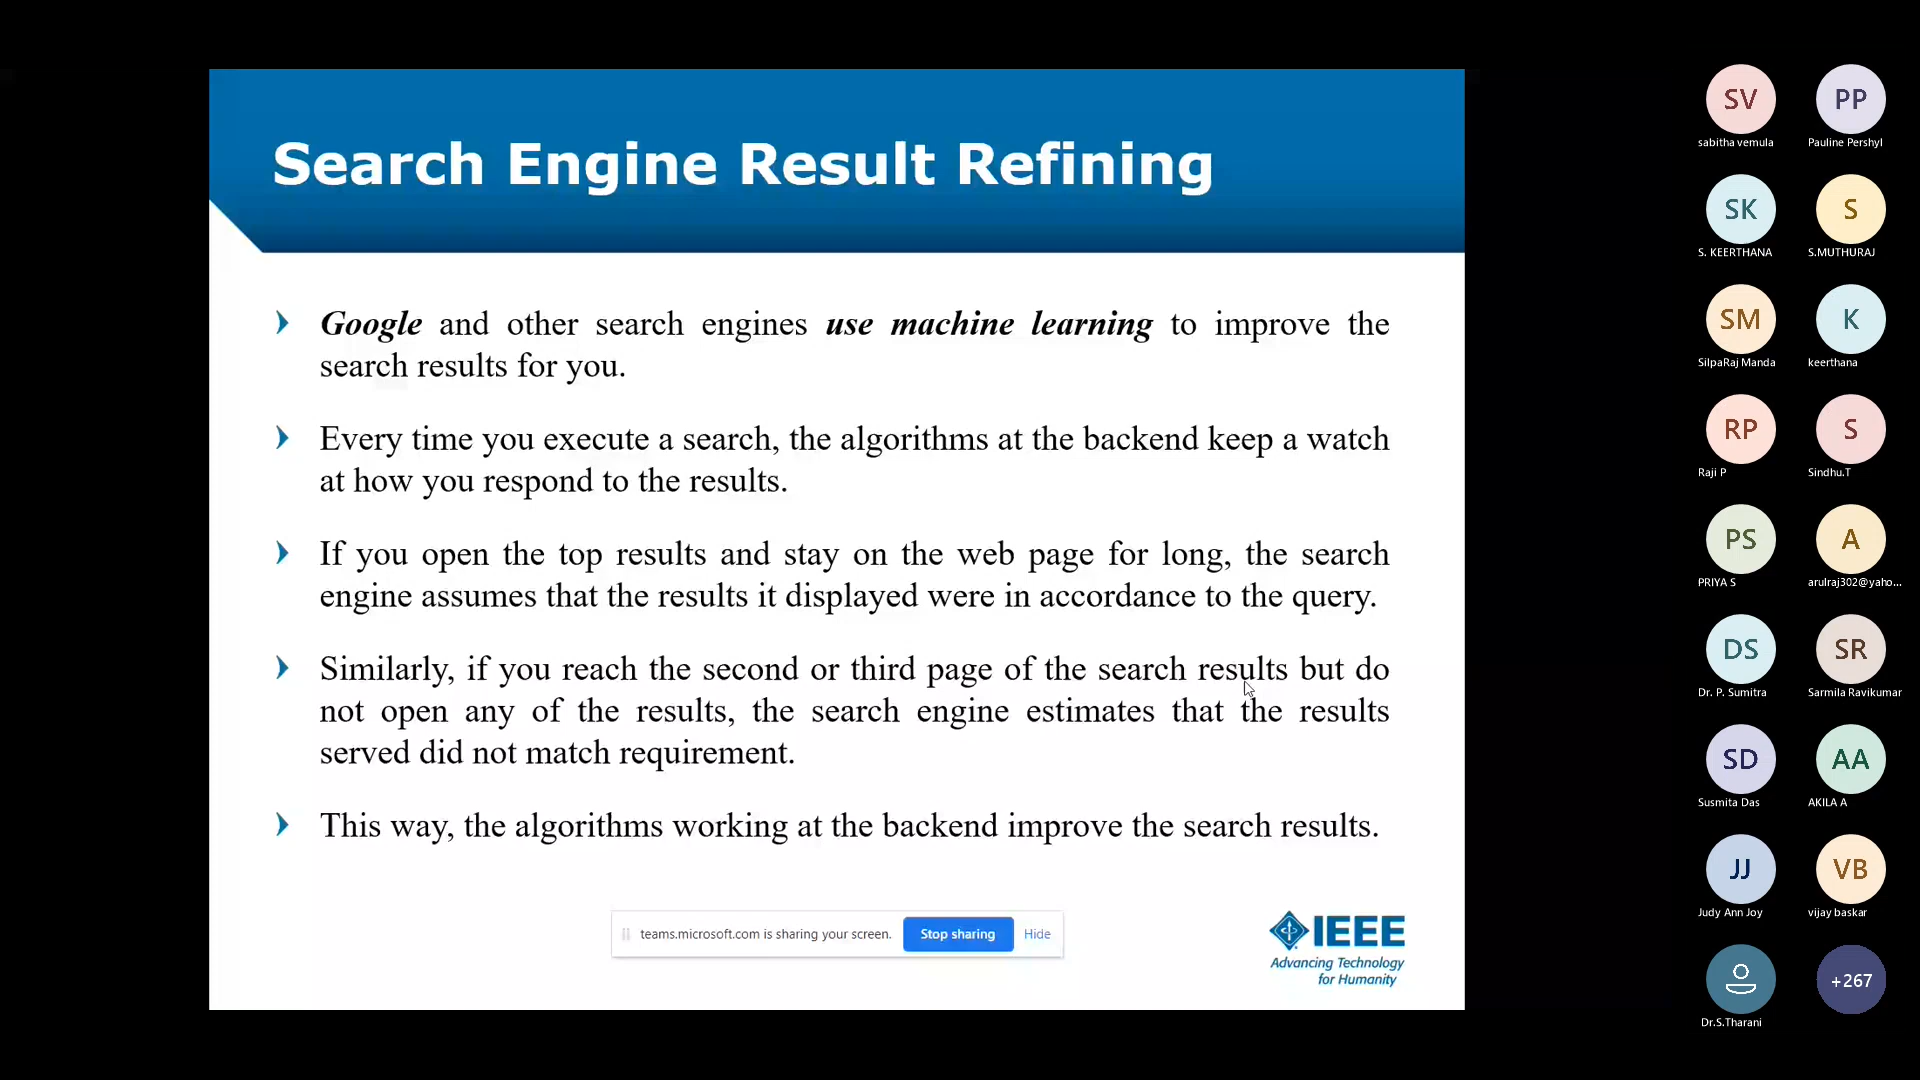 Search Engine Result Refining
Google and other search engines use machine learning to improve the
search results for you.
Every time you execute a search, the algorithms at the backend keep a watch
at how you respond to the results.
If you open the top results and stay on the web page for long, the search
engine assumes that the results it displayed were in accordance to the query.
Similarly, if you reach the second or third page of the search results but do
not open any of the results, the search engine estimates that the results
served did not match requirement.
This way, the algorithms working at the backend improve the search results.
teams.microsoft.com is sharing your screen. Stop sharing Hide
IEEE
Advancing Technology
for Humanity
SV PP
sabitha vemula Pauline Pershyl
SK S
S. KEERTHANA S.MUTHURAJ
SM K
SilpaRaj Manda keerthana
RP S
Raji P Sindhu.T
PS A
PRIYA S arulraj302@yaho...
DS SR
Dr. P. Sumitra Sarmila Ravikumar
SD AA
Susmita Das AKILA A
JJ VB
Judy Ann Joy vijay baskar
+267
Dr.S.Tharani